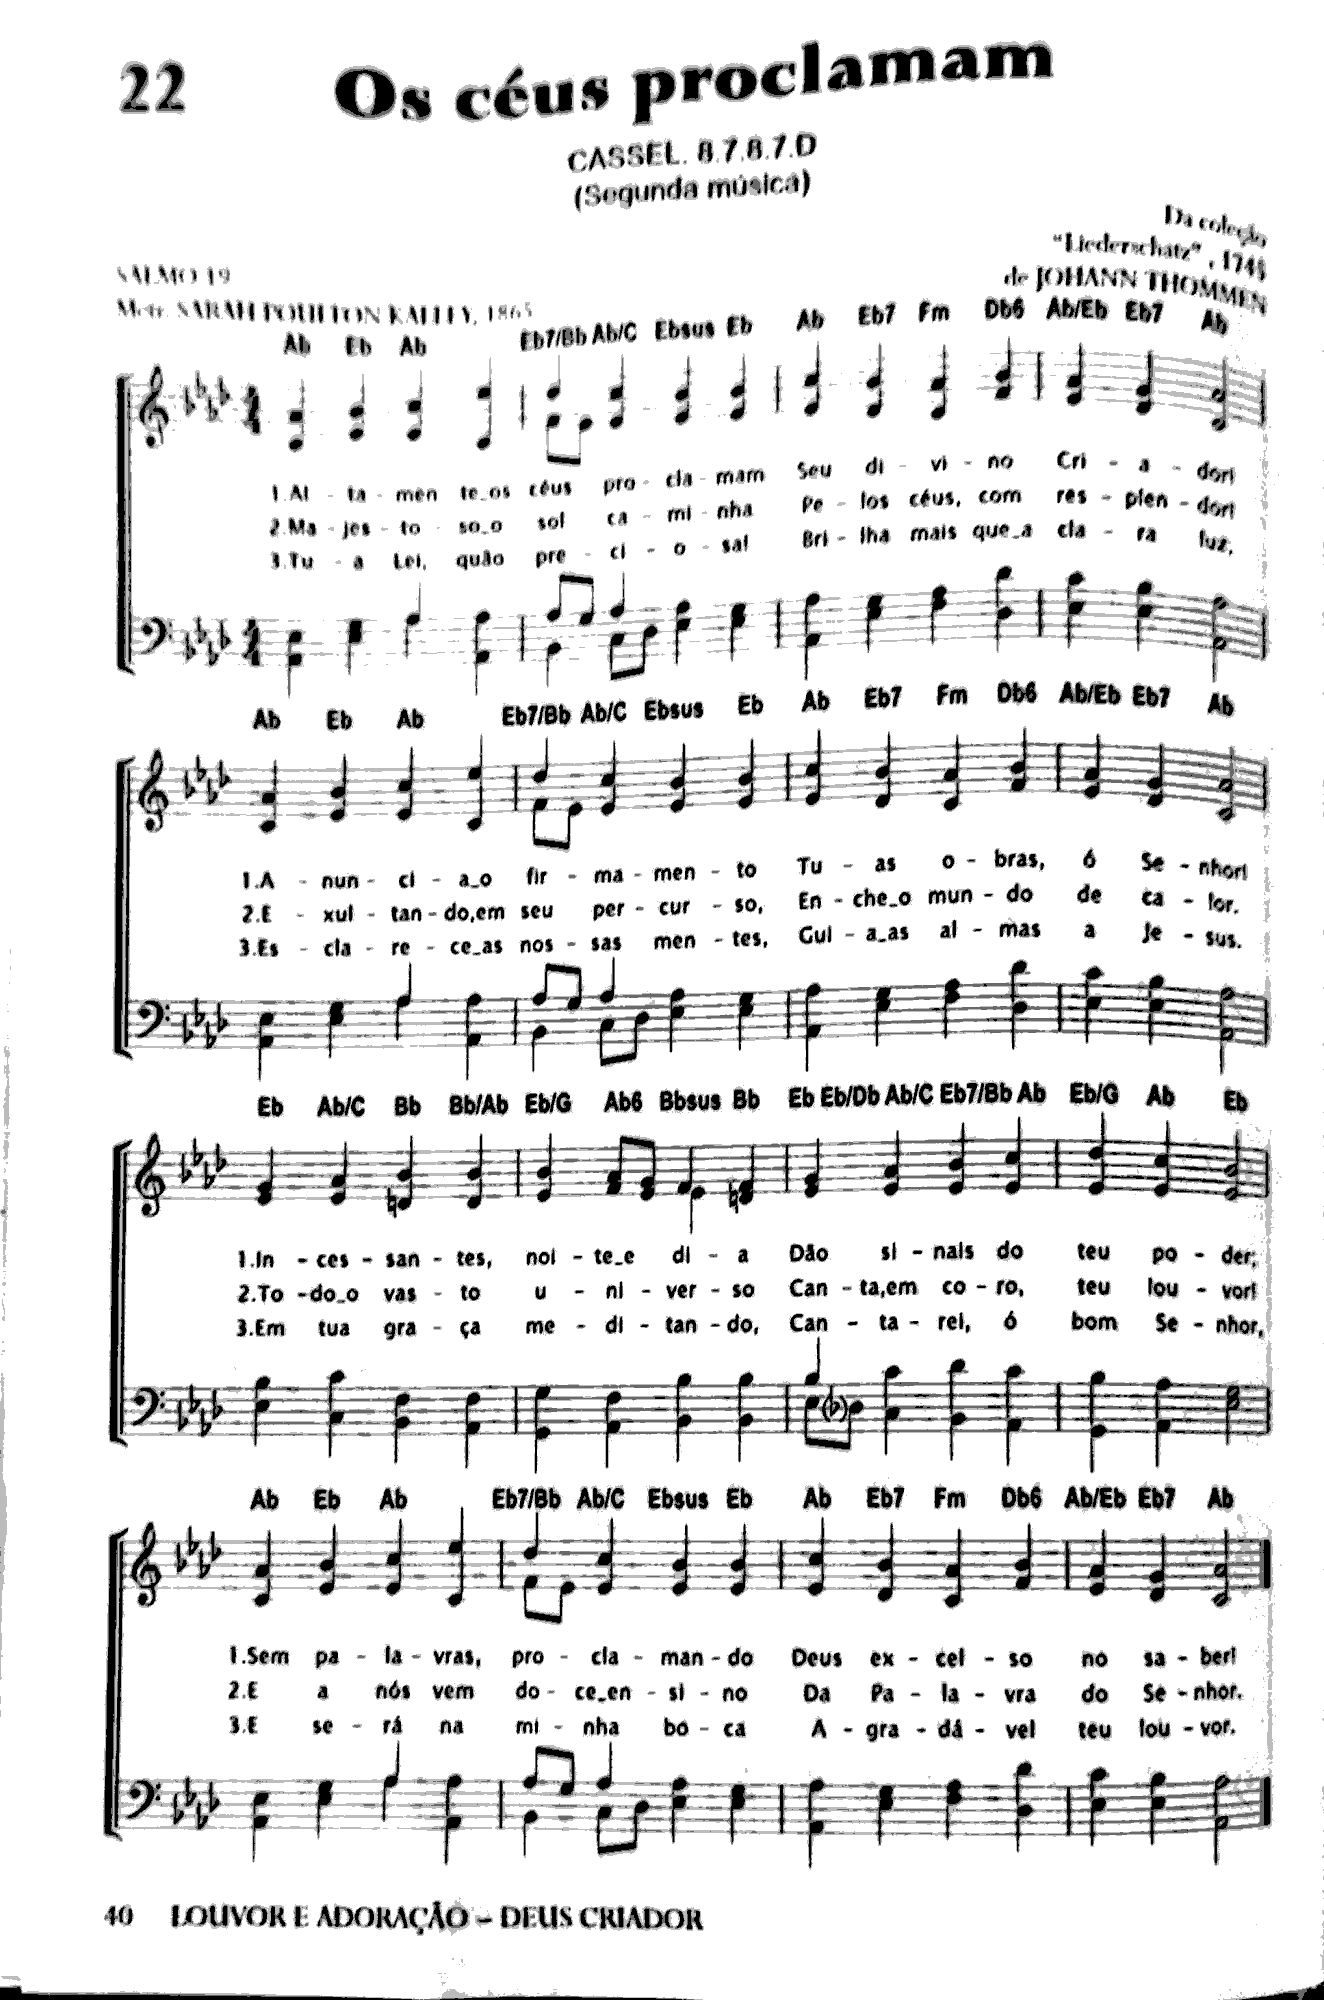 22 Os céus proclamam
CASSEL. 8.7.8.7.D
(Segunda música)
Da coleção
"Liederschatz", 1745
de JOHANN THOMMEN
SALMO 19
Metr. SARAH POULTON KALLEY, 1865
Ab Eb Ab Eb7/Bb Ab/C Ebsus Eb Ab Eb7 Fm Db6 Ab/Eb Eb7 Ab
1.Al - ta - men te_os céus pro - cla - mam Seu di - vi - no Cri - a - dor!
2.Ma - jes - to - so_o sol ca - mi - nha Pe - los céus, com res - plen - dor!
3.Tu - a Lei, quão pre - ci - o - sa! Bri - lha mais que_a cla - ra luz,
Ab Eb Ab Eb7/Bb Ab/C Ebsus Eb Ab Eb7 Fm Db6 Ab/Eb Eb7 Ab
1.A - nun - ci - a_o fir - ma - men - to Tu - as o - bras, ó Se - nhor!
2.E - xul - tan - do,em seu per - cur - so, En - che_o mun - do de ca - lor.
3.Es - cla - re - ce_as nos - sas men - tes, Gui - a_as al - mas a Je - sus.
Eb Ab/C Bb Bb/Ab Eb/G Ab6 Bbsus Bb Eb Eb/Db Ab/C Eb7/Bb Ab Eb/G Ab Eb
1.In - ces - san - tes, noi - te_e di - a Dão si - nais do teu po - der;
2.To - do_o vas - to u - ni - ver - so Can - ta,em co - ro, teu lou - vor!
3.Em tua gra - ça me - di - tan - do, Can - ta - rei, ó bom Se - nhor,
Ab Eb Ab Eb7/Bb Ab/C Ebsus Eb Ab Eb7 Fm Db6 Ab/Eb Eb7 Ab
1.Sem pa - la - vras, pro - cla - man - do Deus ex - cel - so no sa - ber!
2.E a nós vem do - ce_en - si - no Da Pa - la - vra do Se - nhor.
3.E se - rá na mi - nha bo - ca A - gra - dá - vel teu lou - vor.
40 LOUVOR E ADORAÇÃO – DEUS CRIADOR